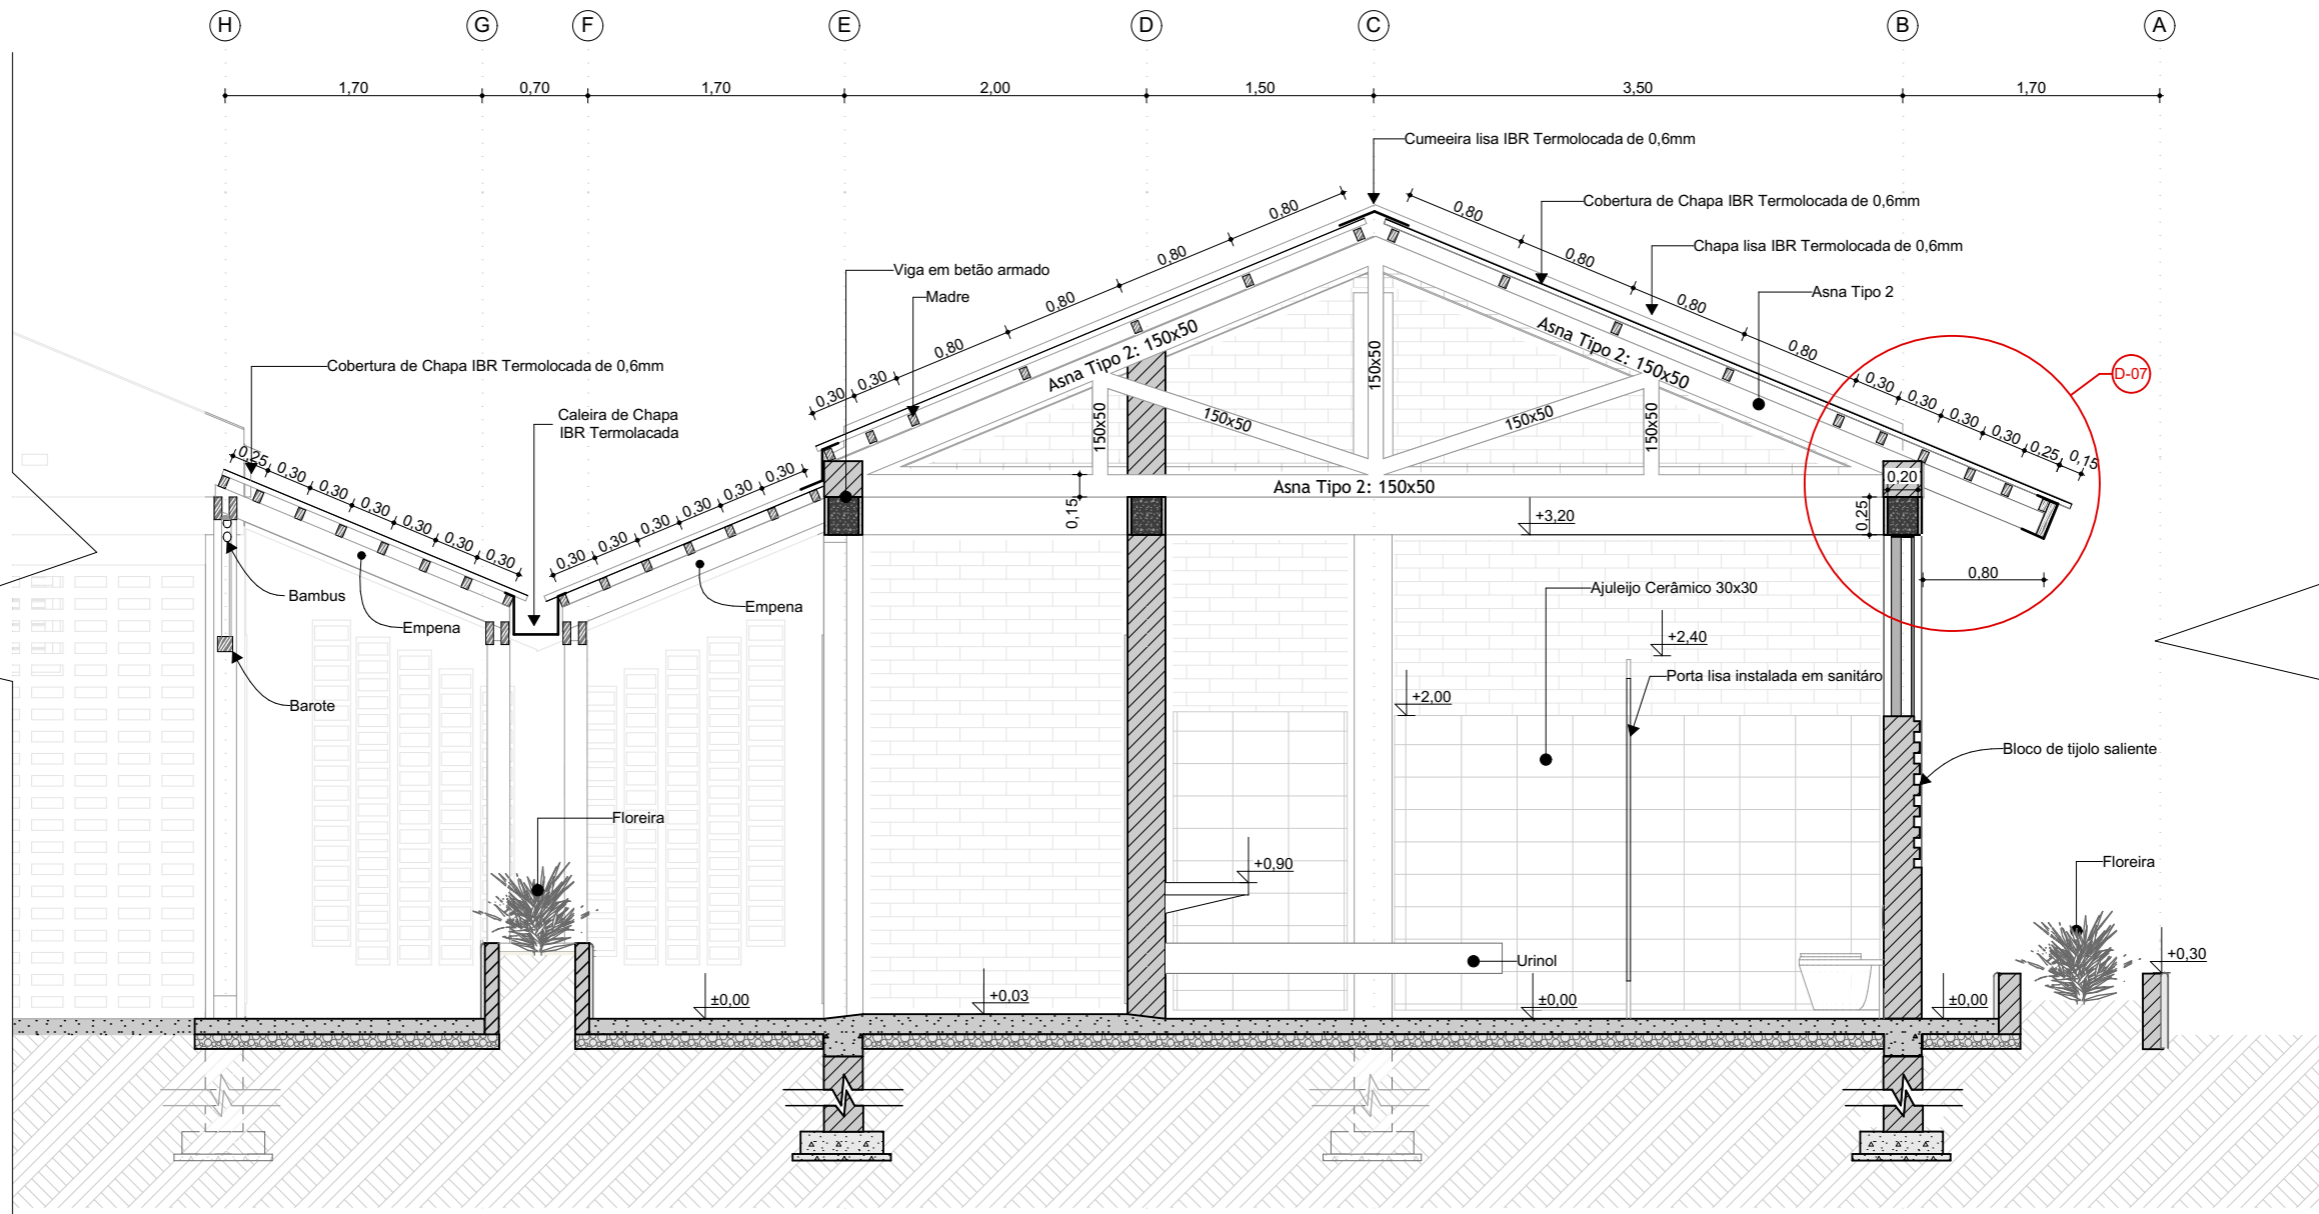 H
G
F
E
D
C
B
A
1,70
0,70
1,70
2,00
1,50
3,50
1,70
Cumeeira lisa IBR Termolocada de 0,6mm
Cobertura de Chapa IBR Termolocada de 0,6mm
Chapa lisa IBR Termolocada de 0,6mm
Asna Tipo 2
Viga em betão armado
Madre
0,30
0,30
0,80
0,80
0,80
0,80
0,80
0,80
0,80
0,80
0,30
0,30
0,30
0,30
0,25
0,15
D-07
Cobertura de Chapa IBR Termolocada de 0,6mm
Caleira de Chapa
IBR Termolacada
0,25
0,30
0,30
0,30
0,30
0,30
0,30
0,30
0,30
0,30
0,30
0,30
0,30
Asna Tipo 2: 150x50
Asna Tipo 2: 150x50
150x50
150x50
150x50
150x50
150x50
Asna Tipo 2: 150x50
0,15
0,20
0,25
+3,20
0,80
Bambus
Empena
Empena
Barote
Ajuleijo Cerâmico 30x30
+2,40
Porta lisa instalada em sanitáro
+2,00
Bloco de tijolo saliente
Floreira
+0,90
Floreira
Urinol
+0,30
±0,00
+0,03
±0,00
±0,00